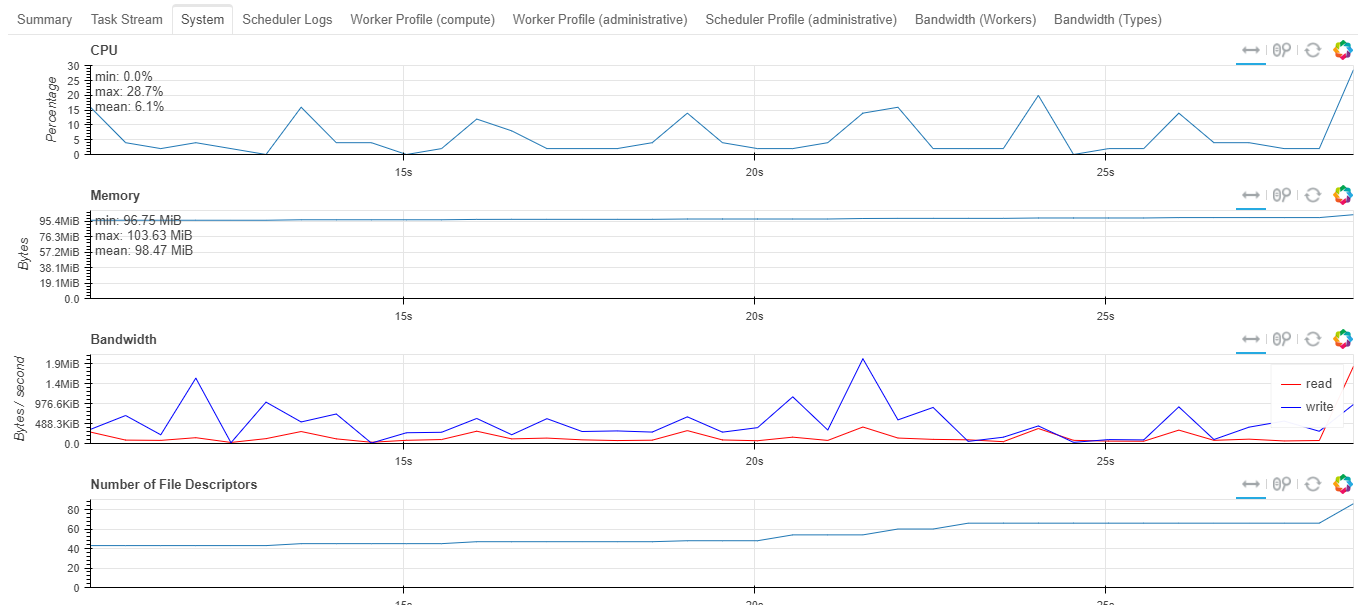 Summary Task Stream System Scheduler Logs Worker Profile (compute) Worker Profile (administrative) Scheduler Profile (administrative) Bandwidth (Workers) Bandwidth (Types)
CPU
Percentage
30
25
20
15
10
5
0
min: 0.0%
max: 28.7%
mean: 6.1%
15s 20s 25s
Memory
Bytes
95.4MiB
76.3MiB
57.2MiB
38.1MiB
19.1MiB
0.0
min: 96.75 MiB
max: 103.63 MiB
mean: 98.47 MiB
15s 20s 25s
Bandwidth
Bytes / second
1.9MiB
1.4MiB
976.6KiB
488.3KiB
0.0
read
write
15s 20s 25s
Number of File Descriptors
80
60
40
20
0
15s 20s 25s